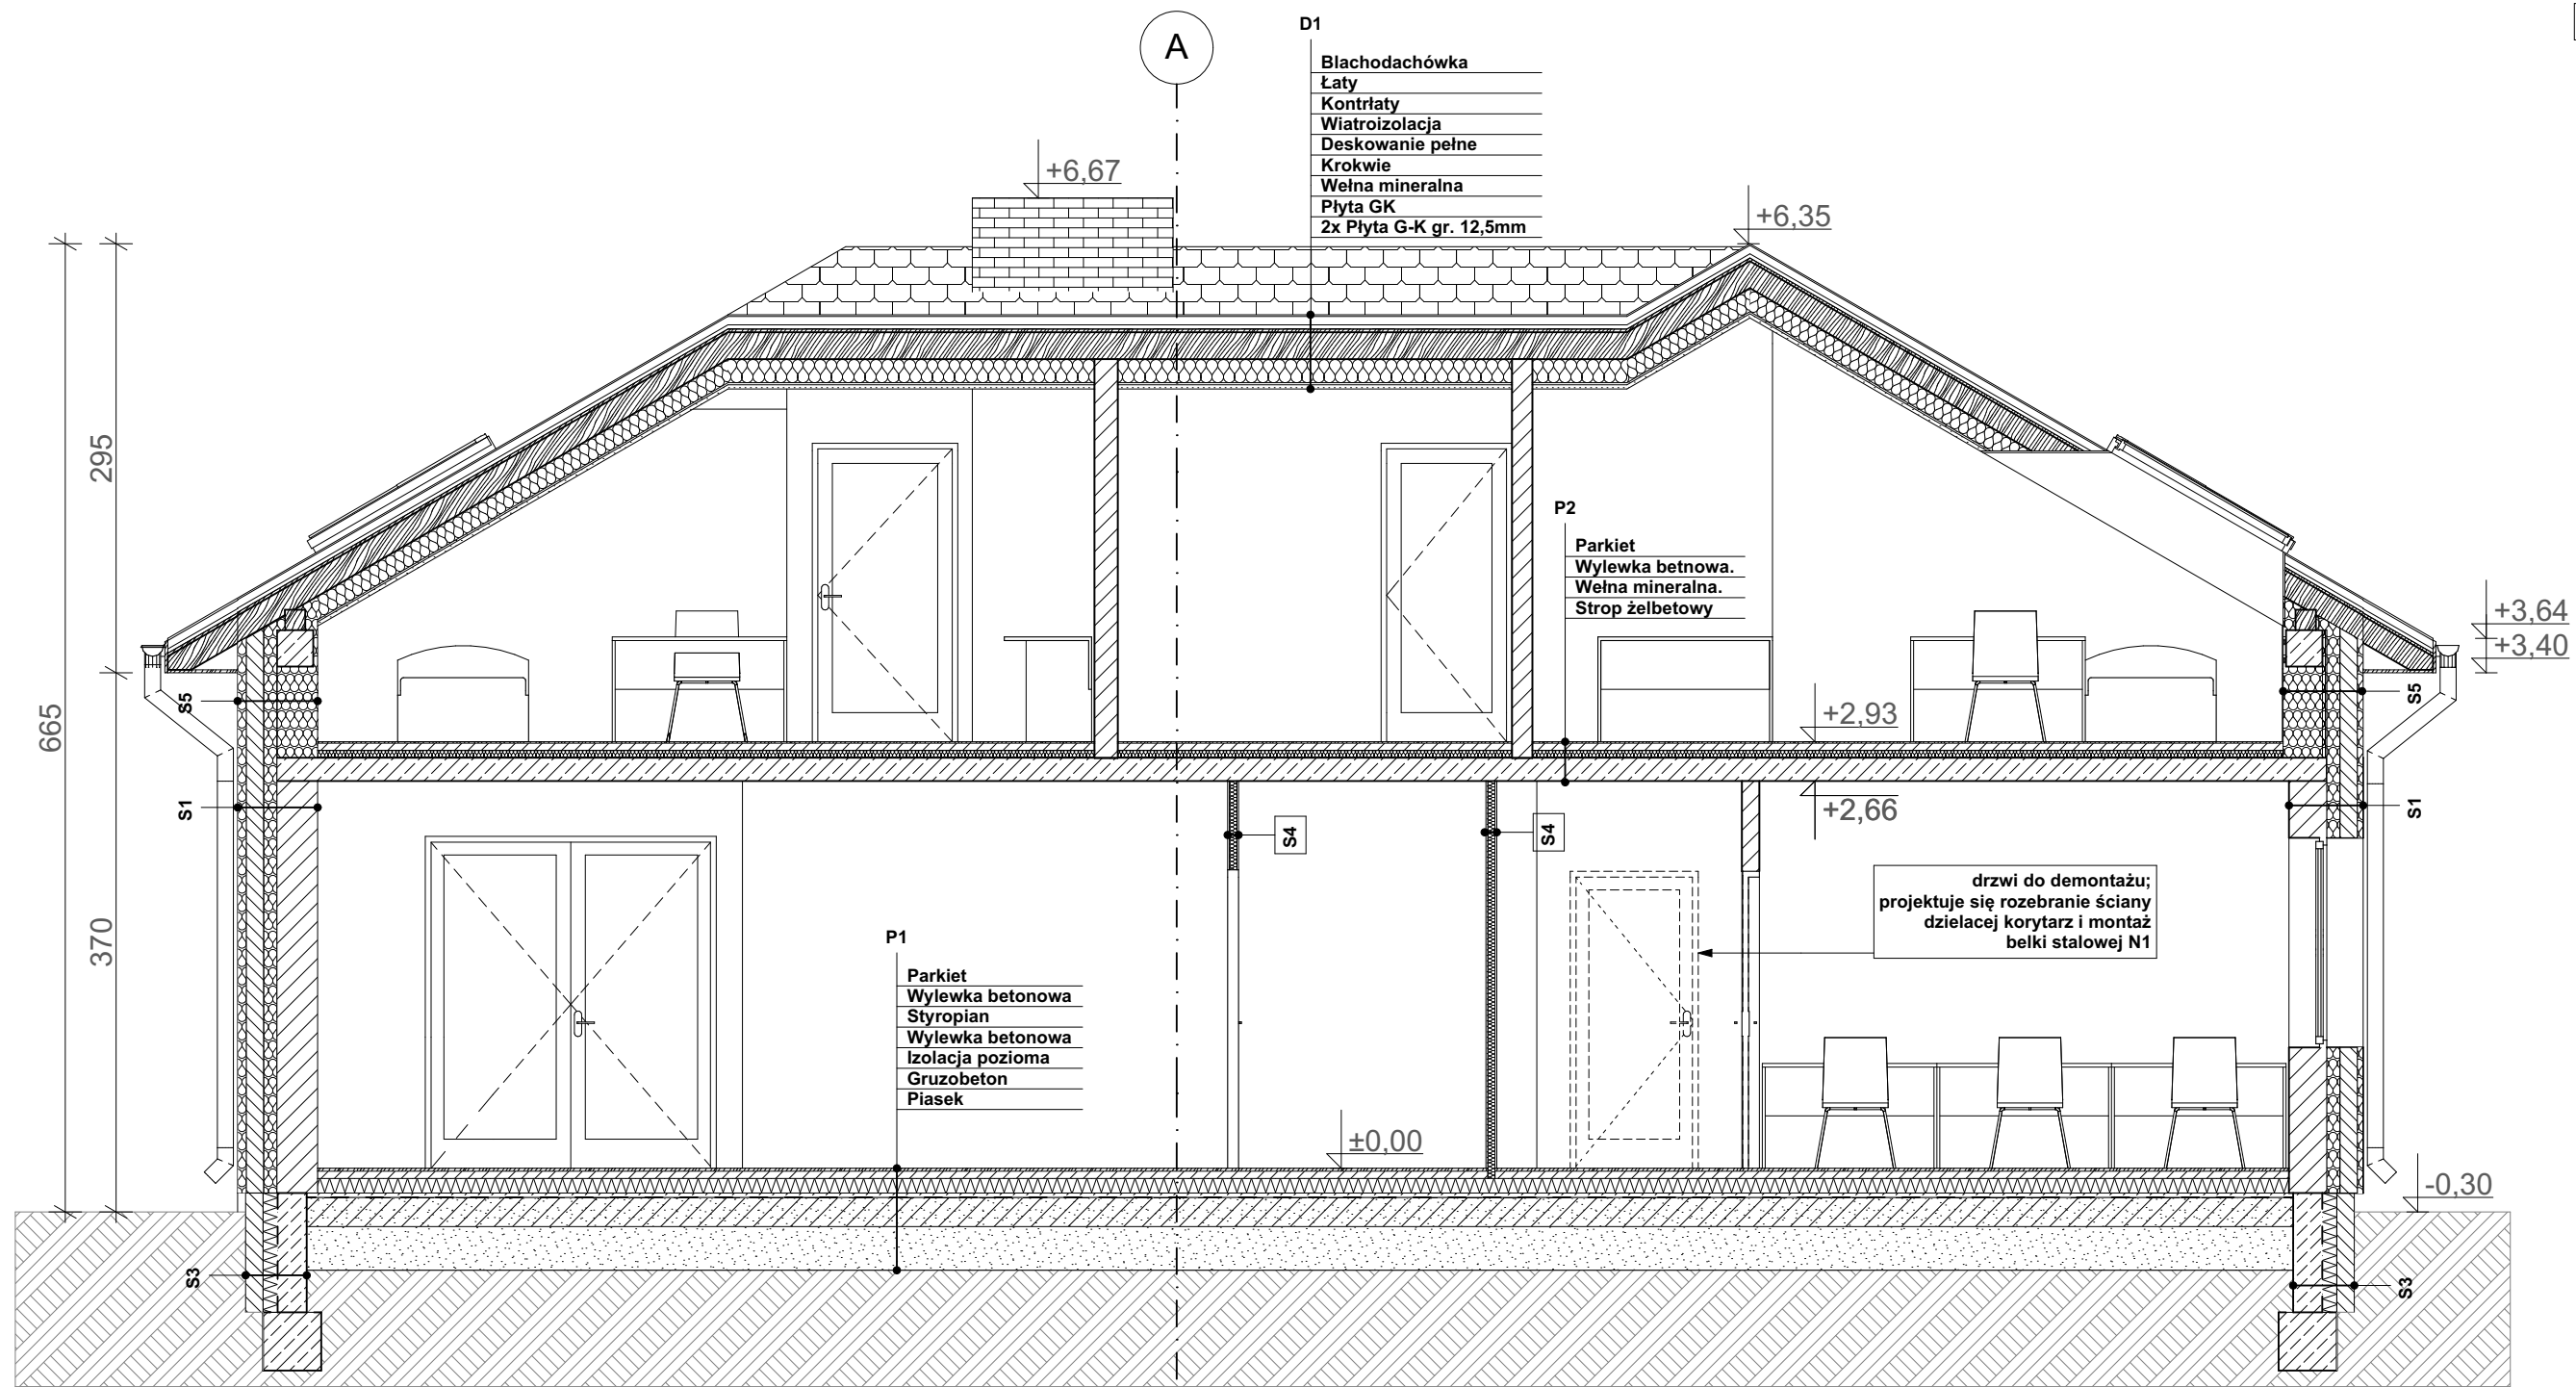 A
D1
Blachodachówka
Łaty
Kontrłaty
Wiatroizolacja
Deskowanie pełne
Krokwie
Wełna mineralna
Płyta GK
2x Płyta G-K gr. 12,5mm
+6,67
+6,35
295
665
370
P2
Parkiet
Wylewka betnowa.
Wełna mineralna.
Strop żelbetowy
+3,64
+3,40
S5
S5
+2,93
+2,66
S1
S1
S4
S4
drzwi do demontażu;
projektuje się rozebranie ściany
dzielacej korytarz i montaż
belki stalowej N1
P1
Parkiet
Wylewka betonowa
Styropian
Wylewka betonowa
Izolacja pozioma
Gruzobeton
Piasek
±0,00
-0,30
S3
S3